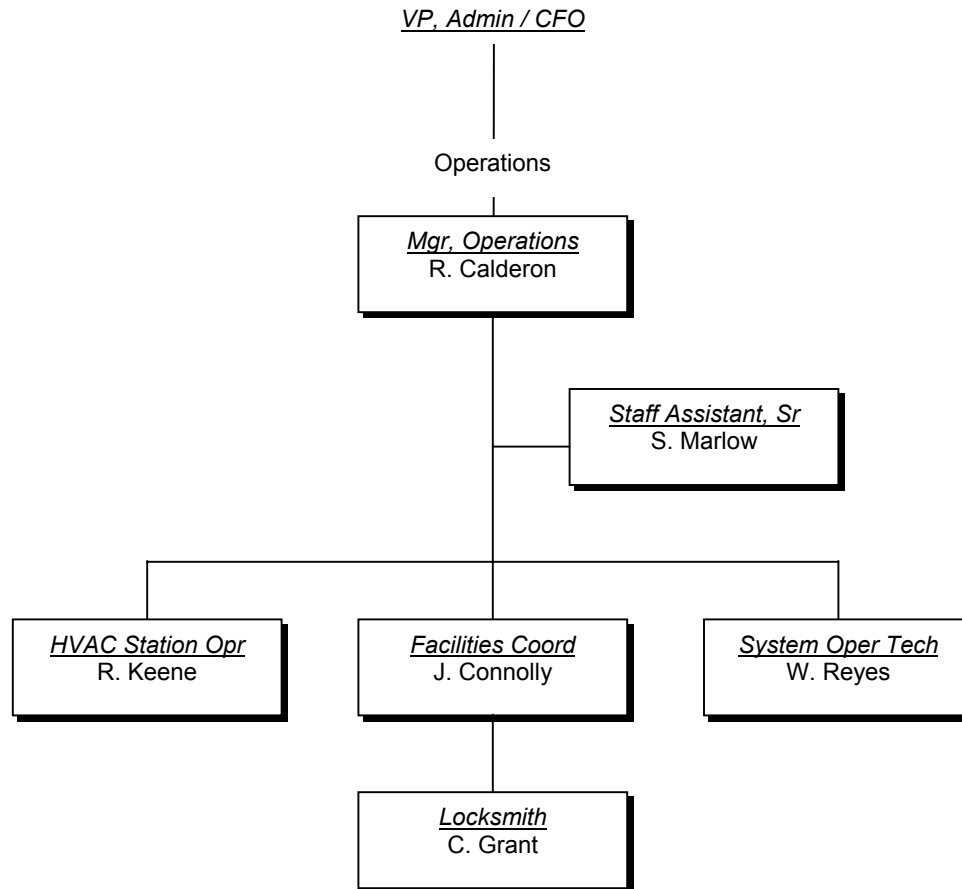 VP, Admin / CFO
Operations
Mgr, Operations
R. Calderon
Staff Assistant, Sr
S. Marlow
HVAC Station Opr
R. Keene
Facilities Coord
J. Connolly
System Oper Tech
W. Reyes
Locksmith
C. Grant